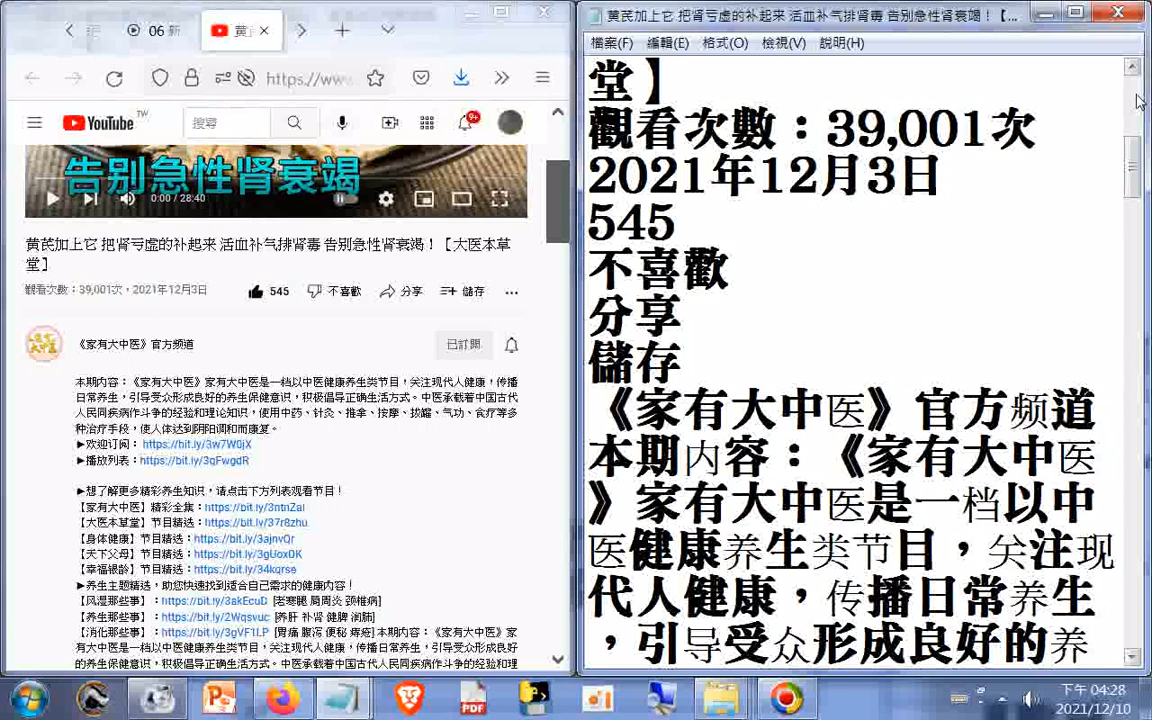 06 新
黄
https://www
YouTube TW
搜尋
9+
告别急性肾衰竭
0:00 / 28:40
黄芪加上它 把肾亏虚的补起来 活血补气排肾毒 告别急性肾衰竭！【大医本草
堂】
觀看次數：39,001次，2021年12月3日
545
不喜歡
分享
儲存
《家有大中医》官方频道
已訂閱
本期内容：《家有大中医》家有大中医是一档以中医健康养生类节目，关注现代人健康，传播
日常养生，引导受众形成良好的养生保健意识，积极倡导正确生活方式。中医承载着中国古代
人民同疾病作斗争的经验和理论知识，使用中药、针灸、推拿、按摩、拔罐、气功、食疗等多
种治疗手段，使人体达到阴阳调和而康复。
►欢迎订阅： https://bit.ly/3w7W0jX
►播放列表：https://bit.ly/3qFwgdR
►想了解更多精彩养生知识，请点击下方列表观看节目！
【家有大中医】精彩全集：https://bit.ly/3ntnZal
【大医本草堂】节目精选：https://bit.ly/37r8zhu
【身体健康】节目精选：https://bit.ly/3ajnvQr
【天下父母】节目精选：https://bit.ly/3gUoxOK
【幸福银龄】节目精选：https://bit.ly/34kqrse
►养生主题精选，助您快速找到适合自己需求的健康内容！
【风湿那些事】：https://bit.ly/3akEcuD [老寒腿 肩周炎 颈椎病]
【养生那些事】：https://bit.ly/2Wqsvuc [养肝 补肾 健脾 润肺]
【消化那些事】：https://bit.ly/3gVF1LP [胃痛 腹泻 便秘 痔疮] 本期内容：《家有大中医》家
有大中医是一档以中医健康养生类节目，关注现代人健康，传播日常养生，引导受众形成良好
的养生保健意识，积极倡导正确生活方式。中医承载着中国古代人民同疾病作斗争的经验和理
黄芪加上它 把肾亏虚的补起来 活血补气排肾毒 告别急性肾衰竭！【...
檔案(F) 編輯(E) 格式(O) 檢視(V) 說明(H)
堂】
觀看次數：39,001次
2021年12月3日
545
不喜歡
分享
儲存
《家有大中医》官方频道
本期内容：《家有大中医
》家有大中医是一档以中
医健康养生类节目，关注现
代人健康，传播日常养生
，引导受众形成良好的养
PDF
下午 04:28
2021/12/10